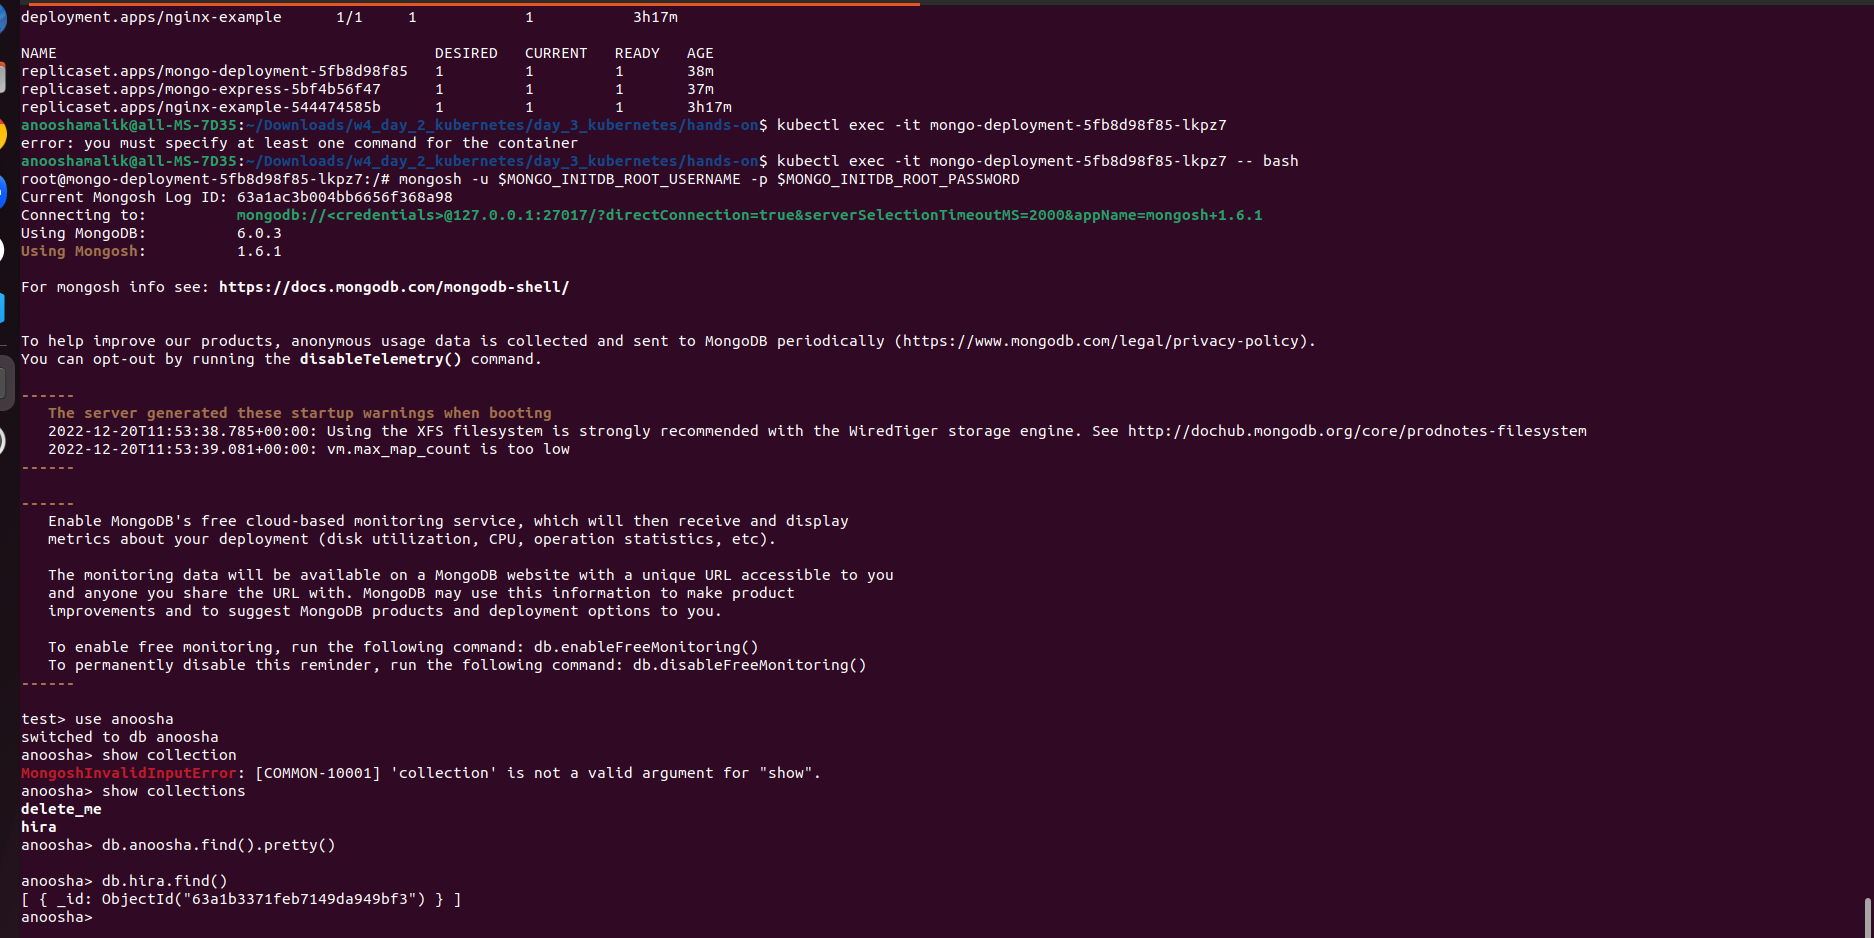 deployment.apps/nginx-example      1/1     1            1           3h17m
NAME                                          DESIRED   CURRENT   READY   AGE
replicaset.apps/mongo-deployment-5fb8d98f85   1         1         1       38m
replicaset.apps/mongo-express-5bf4b56f47      1         1         1       37m
replicaset.apps/nginx-example-544474585b      1         1         1       3h17m
anooshamalik@all-MS-7D35:~/Downloads/w4_day_2_kubernetes/day_3_kubernetes/hands-on$ kubectl exec -it mongo-deployment-5fb8d98f85-lkpz7
error: you must specify at least one command for the container
anooshamalik@all-MS-7D35:~/Downloads/w4_day_2_kubernetes/day_3_kubernetes/hands-on$ kubectl exec -it mongo-deployment-5fb8d98f85-lkpz7 -- bash
root@mongo-deployment-5fb8d98f85-lkpz7:/# mongosh -u $MONGO_INITDB_ROOT_USERNAME -p $MONGO_INITDB_ROOT_PASSWORD
Current Mongosh Log ID: 63a1ac3b004bb6656f368a98
Connecting to:          mongodb://<credentials>@127.0.0.1:27017/?directConnection=true&serverSelectionTimeoutMS=2000&appName=mongosh+1.6.1
Using MongoDB:          6.0.3
Using Mongosh:          1.6.1
For mongosh info see: https://docs.mongodb.com/mongodb-shell/
To help improve our products, anonymous usage data is collected and sent to MongoDB periodically (https://www.mongodb.com/legal/privacy-policy).
You can opt-out by running the disableTelemetry() command.
------
   The server generated these startup warnings when booting
   2022-12-20T11:53:38.785+00:00: Using the XFS filesystem is strongly recommended with the WiredTiger storage engine. See http://dochub.mongodb.org/core/prodnotes-filesystem
   2022-12-20T11:53:39.081+00:00: vm.max_map_count is too low
------
------
   Enable MongoDB's free cloud-based monitoring service, which will then receive and display
   metrics about your deployment (disk utilization, CPU, operation statistics, etc).
   The monitoring data will be available on a MongoDB website with a unique URL accessible to you
   and anyone you share the URL with. MongoDB may use this information to make product
   improvements and to suggest MongoDB products and deployment options to you.
   To enable free monitoring, run the following command: db.enableFreeMonitoring()
   To permanently disable this reminder, run the following command: db.disableFreeMonitoring()
------
test> use anoosha
switched to db anoosha
anoosha> show collection
MongoshInvalidInputError: [COMMON-10001] 'collection' is not a valid argument for "show".
anoosha> show collections
delete_me
hira
anoosha> db.anoosha.find().pretty()
anoosha> db.hira.find()
[ { _id: ObjectId("63a1b3371feb7149da949bf3") } ]
anoosha>